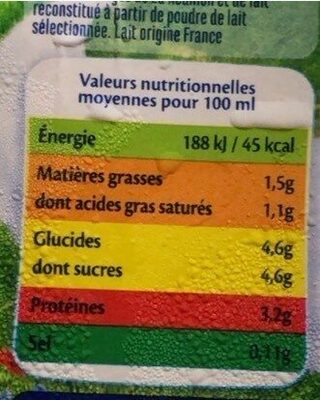 reconstitué à partir de poudre de lait
sélectionnée. Lait origine France
Valeurs nutritionnelles
moyennes pour 100 ml
Énergie 188 kJ / 45 kcal
Matières grasses 1,5g
dont acides gras saturés 1,1g
Glucides 4,6g
dont sucres 4,6g
Protéines 3,2g
Sel 0,11g